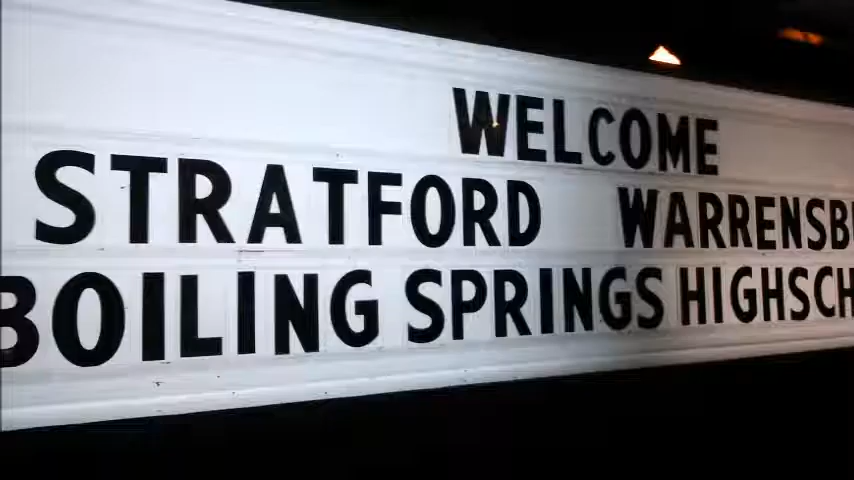 WELCOME
STRATFORD WARRENSB
BOILING SPRINGS HIGHSCH